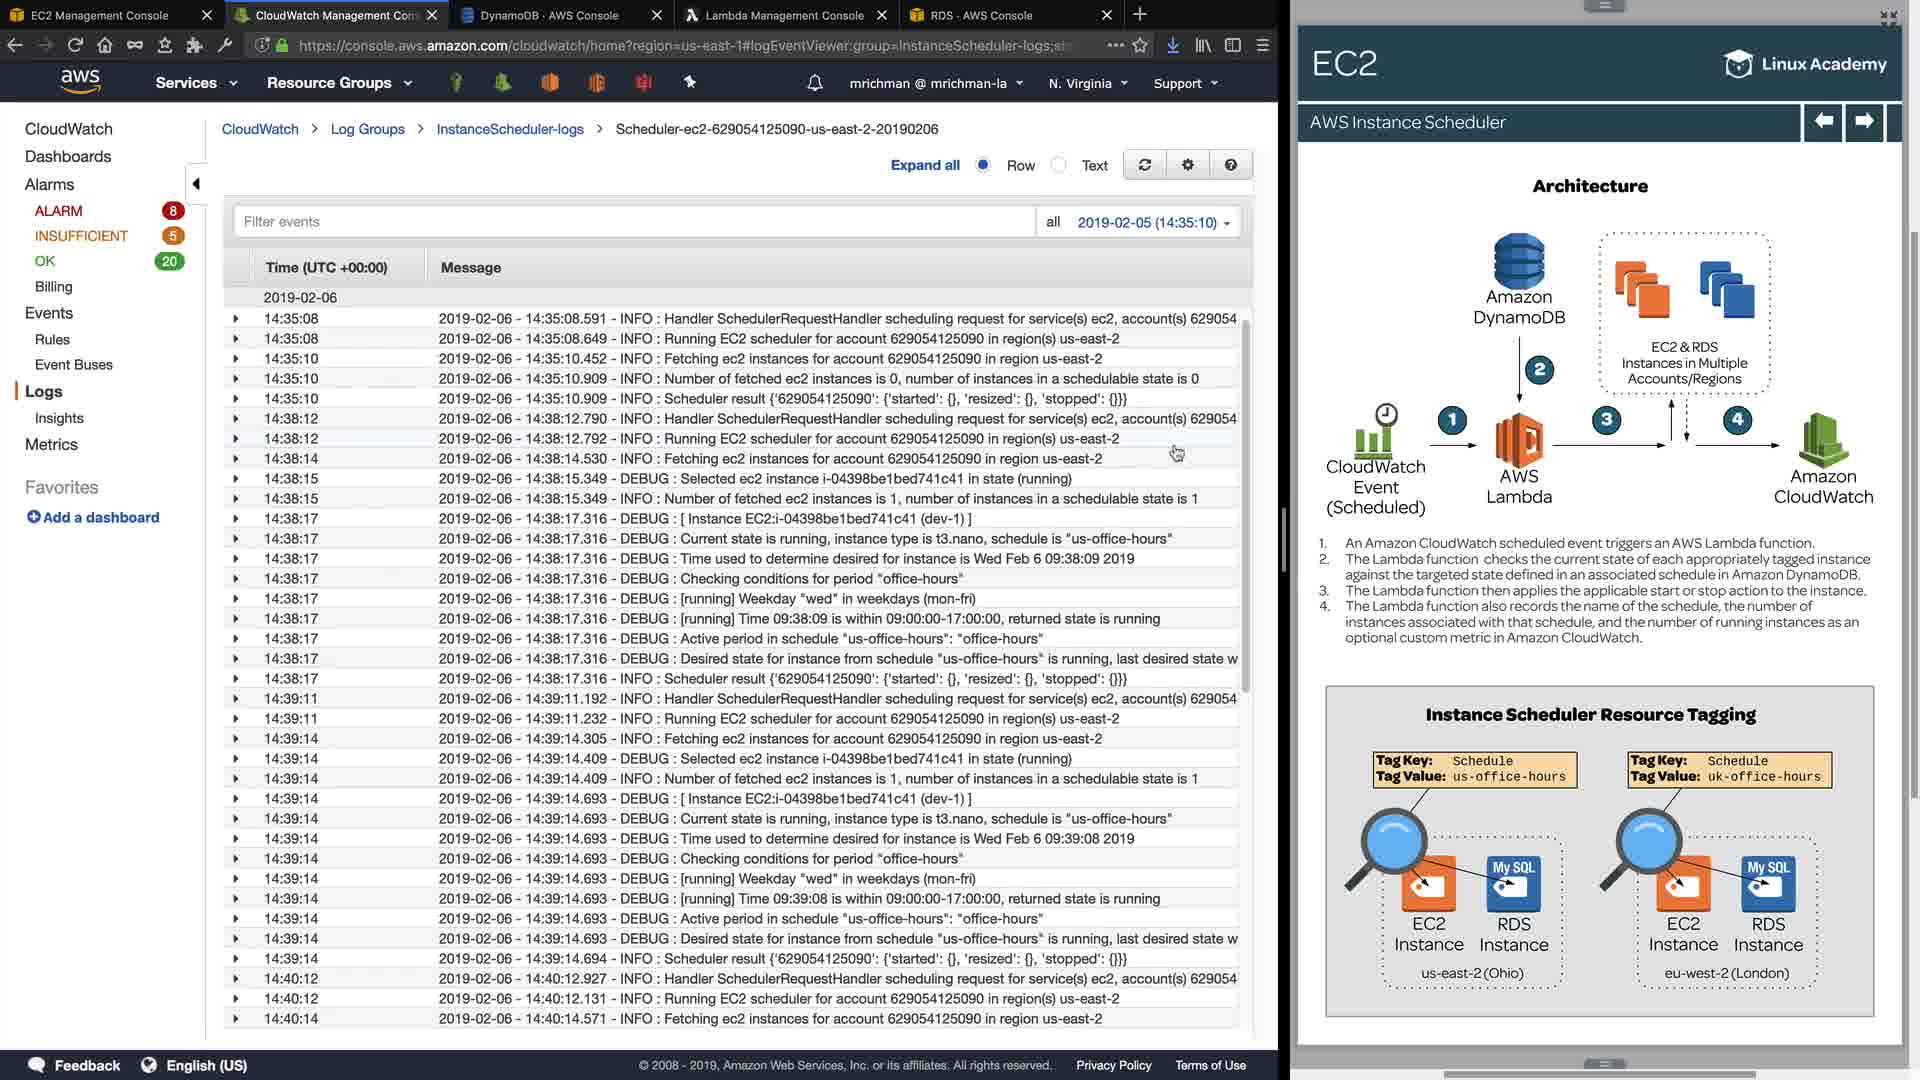 EC2 Management Console
CloudWatch Management Con
DynamoDB · AWS Console
Lambda Management Console
RDS · AWS Console
https://console.aws.amazon.com/cloudwatch/home?region=us-east-1#logEventViewer:group=InstanceScheduler-logs;st
aws
Services
Resource Groups
mrichman @ mrichman-la
N. Virginia
Support
CloudWatch
Dashboards
Alarms
ALARM 8
INSUFFICIENT 5
OK 20
Billing
Events
Rules
Event Buses
Logs
Insights
Metrics
Favorites
Add a dashboard
CloudWatch > Log Groups > InstanceScheduler-logs > Scheduler-ec2-629054125090-us-east-2-20190206
Expand all Row Text
Filter events
all 2019-02-05 (14:35:10)
Time (UTC +00:00) Message
2019-02-06
14:35:08 2019-02-06 - 14:35:08.591 - INFO : Handler SchedulerRequestHandler scheduling request for service(s) ec2, account(s) 629054
14:35:08 2019-02-06 - 14:35:08.649 - INFO : Running EC2 scheduler for account 629054125090 in region(s) us-east-2
14:35:10 2019-02-06 - 14:35:10.452 - INFO : Fetching ec2 instances for account 629054125090 in region us-east-2
14:35:10 2019-02-06 - 14:35:10.909 - INFO : Number of fetched ec2 instances is 0, number of instances in a schedulable state is 0
14:35:10 2019-02-06 - 14:35:10.909 - INFO : Scheduler result {'629054125090': {'started': {}, 'resized': {}, 'stopped': {}}}
14:38:12 2019-02-06 - 14:38:12.790 - INFO : Handler SchedulerRequestHandler scheduling request for service(s) ec2, account(s) 629054
14:38:12 2019-02-06 - 14:38:12.792 - INFO : Running EC2 scheduler for account 629054125090 in region(s) us-east-2
14:38:14 2019-02-06 - 14:38:14.530 - INFO : Fetching ec2 instances for account 629054125090 in region us-east-2
14:38:15 2019-02-06 - 14:38:15.349 - DEBUG : Selected ec2 instance i-04398be1bed741c41 in state (running)
14:38:15 2019-02-06 - 14:38:15.349 - INFO : Number of fetched ec2 instances is 1, number of instances in a schedulable state is 1
14:38:17 2019-02-06 - 14:38:17.316 - DEBUG : [ Instance EC2:i-04398be1bed741c41 (dev-1) ]
14:38:17 2019-02-06 - 14:38:17.316 - DEBUG : Current state is running, instance type is t3.nano, schedule is "us-office-hours"
14:38:17 2019-02-06 - 14:38:17.316 - DEBUG : Time used to determine desired for instance is Wed Feb 6 09:38:09 2019
14:38:17 2019-02-06 - 14:38:17.316 - DEBUG : Checking conditions for period "office-hours"
14:38:17 2019-02-06 - 14:38:17.316 - DEBUG : [running] Weekday "wed" in weekdays (mon-fri)
14:38:17 2019-02-06 - 14:38:17.316 - DEBUG : [running] Time 09:38:09 is within 09:00:00-17:00:00, returned state is running
14:38:17 2019-02-06 - 14:38:17.316 - DEBUG : Active period in schedule "us-office-hours": "office-hours"
14:38:17 2019-02-06 - 14:38:17.316 - DEBUG : Desired state for instance from schedule "us-office-hours" is running, last desired state w
14:38:17 2019-02-06 - 14:38:17.316 - INFO : Scheduler result {'629054125090': {'started': {}, 'resized': {}, 'stopped': {}}}
14:39:11 2019-02-06 - 14:39:11.192 - INFO : Handler SchedulerRequestHandler scheduling request for service(s) ec2, account(s) 629054
14:39:11 2019-02-06 - 14:39:11.232 - INFO : Running EC2 scheduler for account 629054125090 in region(s) us-east-2
14:39:14 2019-02-06 - 14:39:14.305 - INFO : Fetching ec2 instances for account 629054125090 in region us-east-2
14:39:14 2019-02-06 - 14:39:14.409 - DEBUG : Selected ec2 instance i-04398be1bed741c41 in state (running)
14:39:14 2019-02-06 - 14:39:14.409 - INFO : Number of fetched ec2 instances is 1, number of instances in a schedulable state is 1
14:39:14 2019-02-06 - 14:39:14.693 - DEBUG : [ Instance EC2:i-04398be1bed741c41 (dev-1) ]
14:39:14 2019-02-06 - 14:39:14.693 - DEBUG : Current state is running, instance type is t3.nano, schedule is "us-office-hours"
14:39:14 2019-02-06 - 14:39:14.693 - DEBUG : Time used to determine desired for instance is Wed Feb 6 09:39:08 2019
14:39:14 2019-02-06 - 14:39:14.693 - DEBUG : Checking conditions for period "office-hours"
14:39:14 2019-02-06 - 14:39:14.693 - DEBUG : [running] Weekday "wed" in weekdays (mon-fri)
14:39:14 2019-02-06 - 14:39:14.693 - DEBUG : [running] Time 09:39:08 is within 09:00:00-17:00:00, returned state is running
14:39:14 2019-02-06 - 14:39:14.693 - DEBUG : Active period in schedule "us-office-hours": "office-hours"
14:39:14 2019-02-06 - 14:39:14.693 - DEBUG : Desired state for instance from schedule "us-office-hours" is running, last desired state w
14:39:14 2019-02-06 - 14:39:14.694 - INFO : Scheduler result {'629054125090': {'started': {}, 'resized': {}, 'stopped': {}}}
14:40:12 2019-02-06 - 14:40:12.927 - INFO : Handler SchedulerRequestHandler scheduling request for service(s) ec2, account(s) 629054
14:40:12 2019-02-06 - 14:40:12.131 - INFO : Running EC2 scheduler for account 629054125090 in region(s) us-east-2
14:40:14 2019-02-06 - 14:40:14.571 - INFO : Fetching ec2 instances for account 629054125090 in region us-east-2
Feedback
English (US)
© 2008 - 2019, Amazon Web Services, Inc. or its affiliates. All rights reserved.
Privacy Policy
Terms of Use
EC2
Linux Academy
AWS Instance Scheduler
Architecture
Amazon
DynamoDB
EC2 & RDS
Instances in Multiple
Accounts/Regions
1
2
3
4
CloudWatch
Event
(Scheduled)
AWS
Lambda
Amazon
CloudWatch
1. An Amazon CloudWatch scheduled event triggers an AWS Lambda function.
2. The Lambda function checks the current state of each appropriately tagged instance
against the targeted state defined in an associated schedule in Amazon DynamoDB.
3. The Lambda function then applies the applicable start or stop action to the instance.
4. The Lambda function also records the name of the schedule, the number of
instances associated with that schedule, and the number of running instances as an
optional custom metric in Amazon CloudWatch.
Instance Scheduler Resource Tagging
Tag Key: Schedule
Tag Value: us-office-hours
Tag Key: Schedule
Tag Value: uk-office-hours
My SQL
My SQL
EC2
Instance
RDS
Instance
EC2
Instance
RDS
Instance
us-east-2 (Ohio)
eu-west-2 (London)